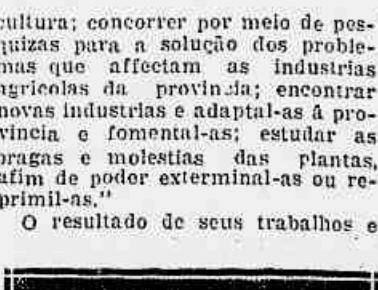 cultura; concorrer por meio de pes-
quizas para a solução dos proble-
mas que affectam as industrias
agricolas da provincia; encontrar
novas industrias e adaptal-as á pro-
vincia e fomental-as; estudar as
pragas e molestias das plantas,
afim de poder exterminal-as ou re-
primil-as."
O resultado de seus trabalhos e